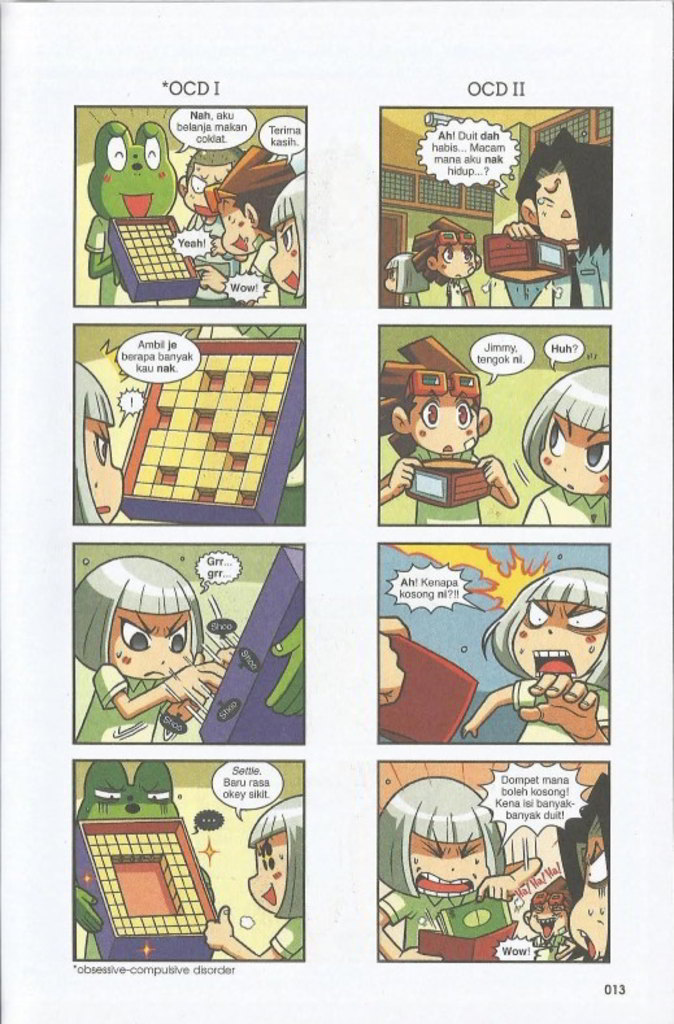 *OCD I
Nah, aku
belanja makan
coklat.
Terima
kasih.
Yeah!
Wow!
Ambil je
berapa banyak
kau nak.
!
Grr...
grr...
Shoo
Shoo
Shoo
Shoo
Settle.
Baru rasa
okey sikit.
...
*obsessive-compulsive disorder
OCD II
Ah! Duit dah
habis... Macam
mana aku nak
hidup...?
Jimmy,
tengok ni.
Huh?
Ah! Kenapa
kosong ni?!!
Dompet mana
boleh kosong!
Kena isi banyak-
banyak duit!
Ha! Ha! Ha!
Wow!
013